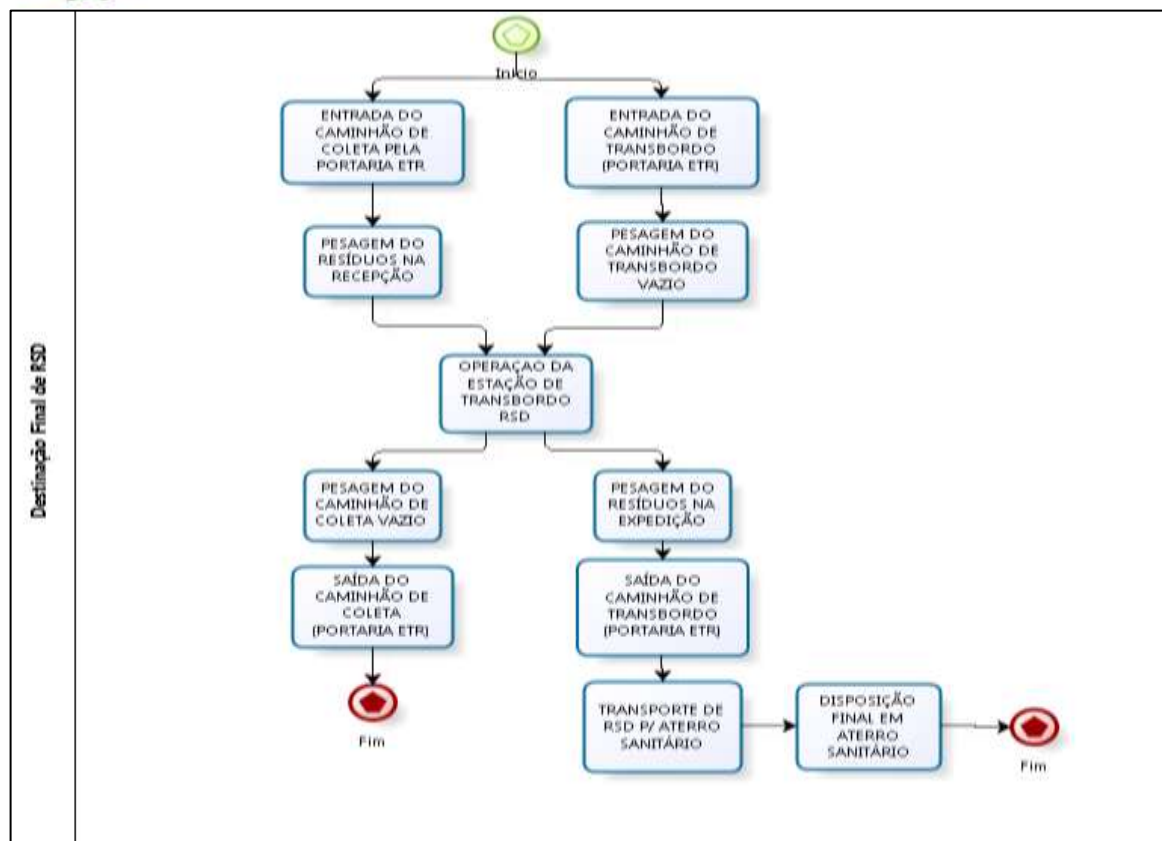 Destinação Final de RSD
Início
ENTRADA DO
CAMINHÃO DE
COLETA PELA
PORTARIA ETR
ENTRADA DO
CAMINHÃO DE
TRANSBORDO
(PORTARIA ETR)
PESAGEM DO
RESÍDUOS NA
RECEPÇÃO
PESAGEM DO
CAMINHÃO DE
TRANSBORDO
VAZIO
OPERAÇAO DA
ESTAÇÃO DE
TRANSBORDO
RSD
PESAGEM DO
CAMINHÃO DE
COLETA VAZIO
PESAGEM DO
RESÍDUOS NA
EXPEDIÇÃO
SAÍDA DO
CAMINHÃO DE
COLETA
(PORTARIA ETR)
SAÍDA DO
CAMINHÃO DE
TRANSBORDO
(PORTARIA ETR)
Fim
TRANSPORTE DE
RSD P/ ATERRO
SANITÁRIO
DISPOSIÇÃO
FINAL EM
ATERRO
SANITÁRIO
Fim